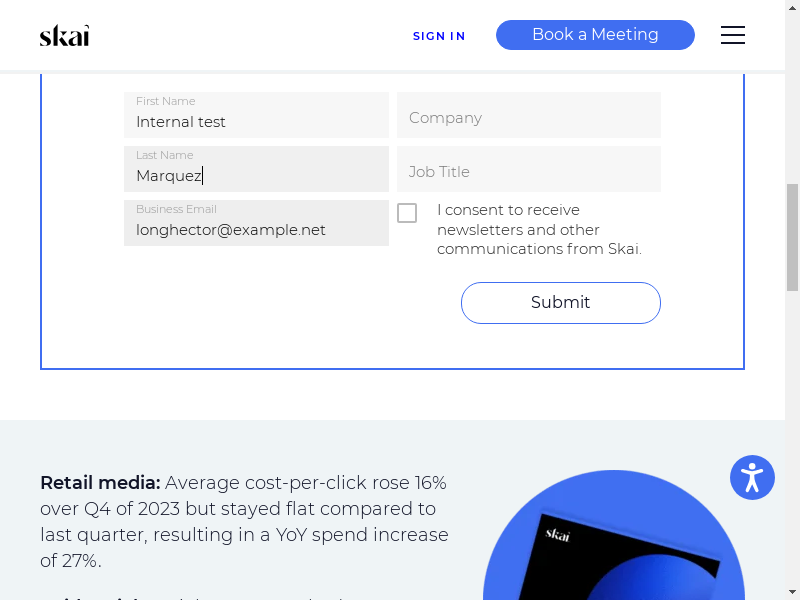 skai
SIGN IN
Book a Meeting
First Name
Internal test
Company
Last Name
Marquez
Job Title
Business Email
longhector@example.net
I consent to receive
newsletters and other
communications from Skai.
Submit
Retail media: Average cost-per-click rose 16%
over Q4 of 2023 but stayed flat compared to
last quarter, resulting in a YoY spend increase
of 27%.
skai